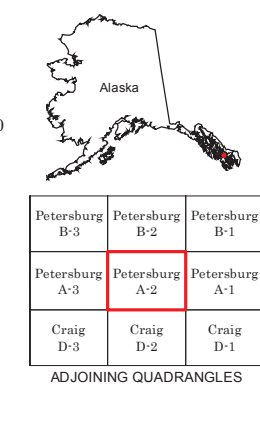 )
Alaska
Petersburg B-3 Petersburg B-2 Petersburg B-1
Petersburg A-3 Petersburg A-2 Petersburg A-1
Craig D-3 Craig D-2 Craig D-1
ADJOINING QUADRANGLES